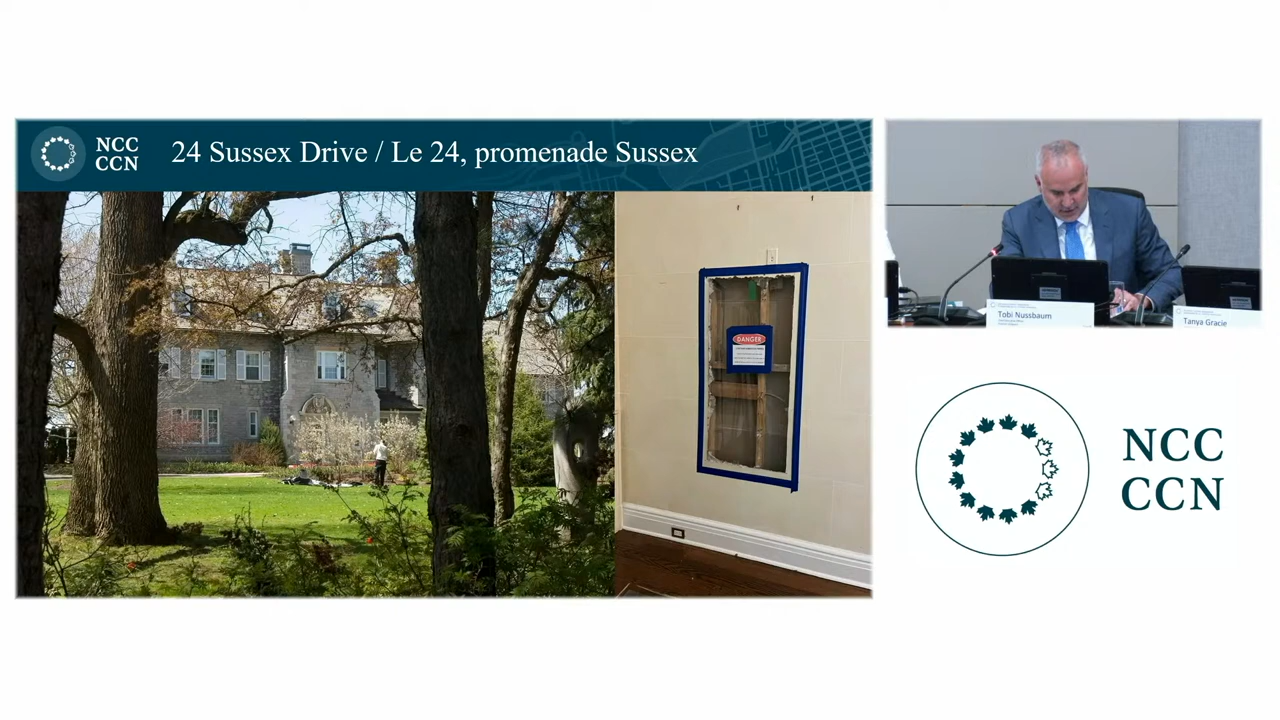 NCC
CCN
24 Sussex Drive / Le 24, promenade Sussex
DANGER
Tobi Nussbaum
Tanya Gracie
NCC
CCN